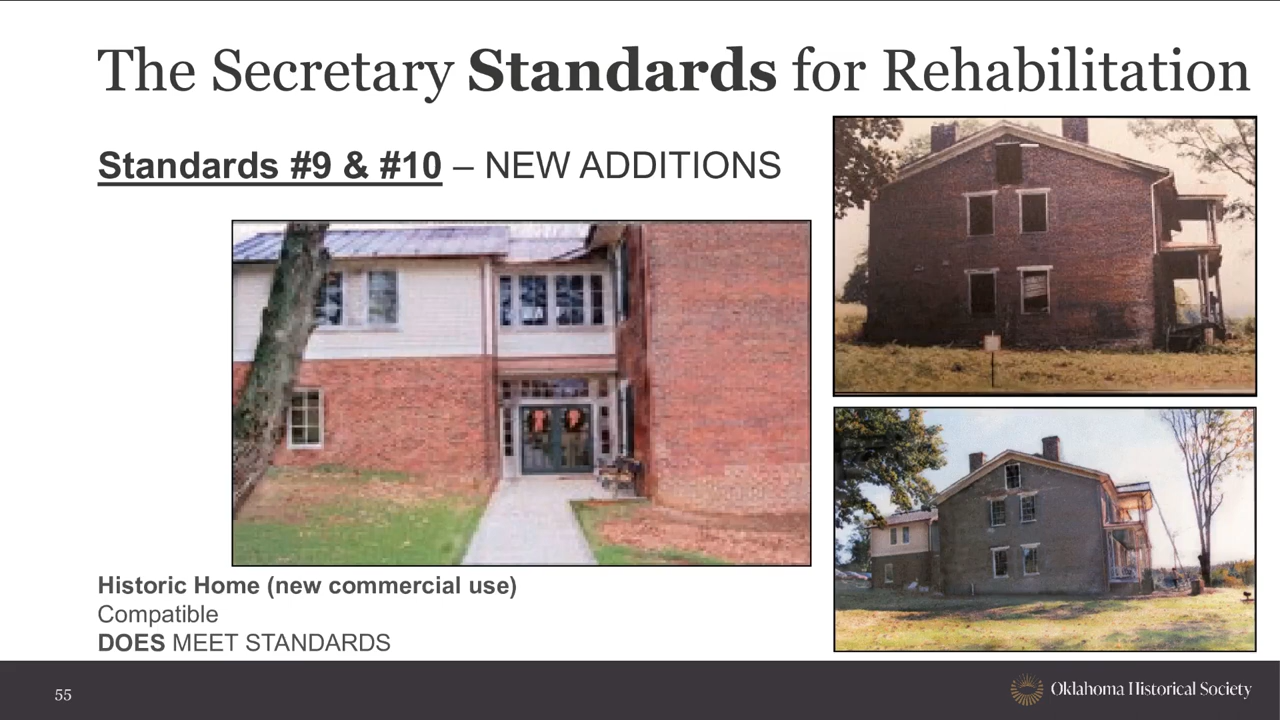 The Secretary Standards for Rehabilitation
Standards #9 & #10 – NEW ADDITIONS
Historic Home (new commercial use)
Compatible
DOES MEET STANDARDS
55
Oklahoma Historical Society